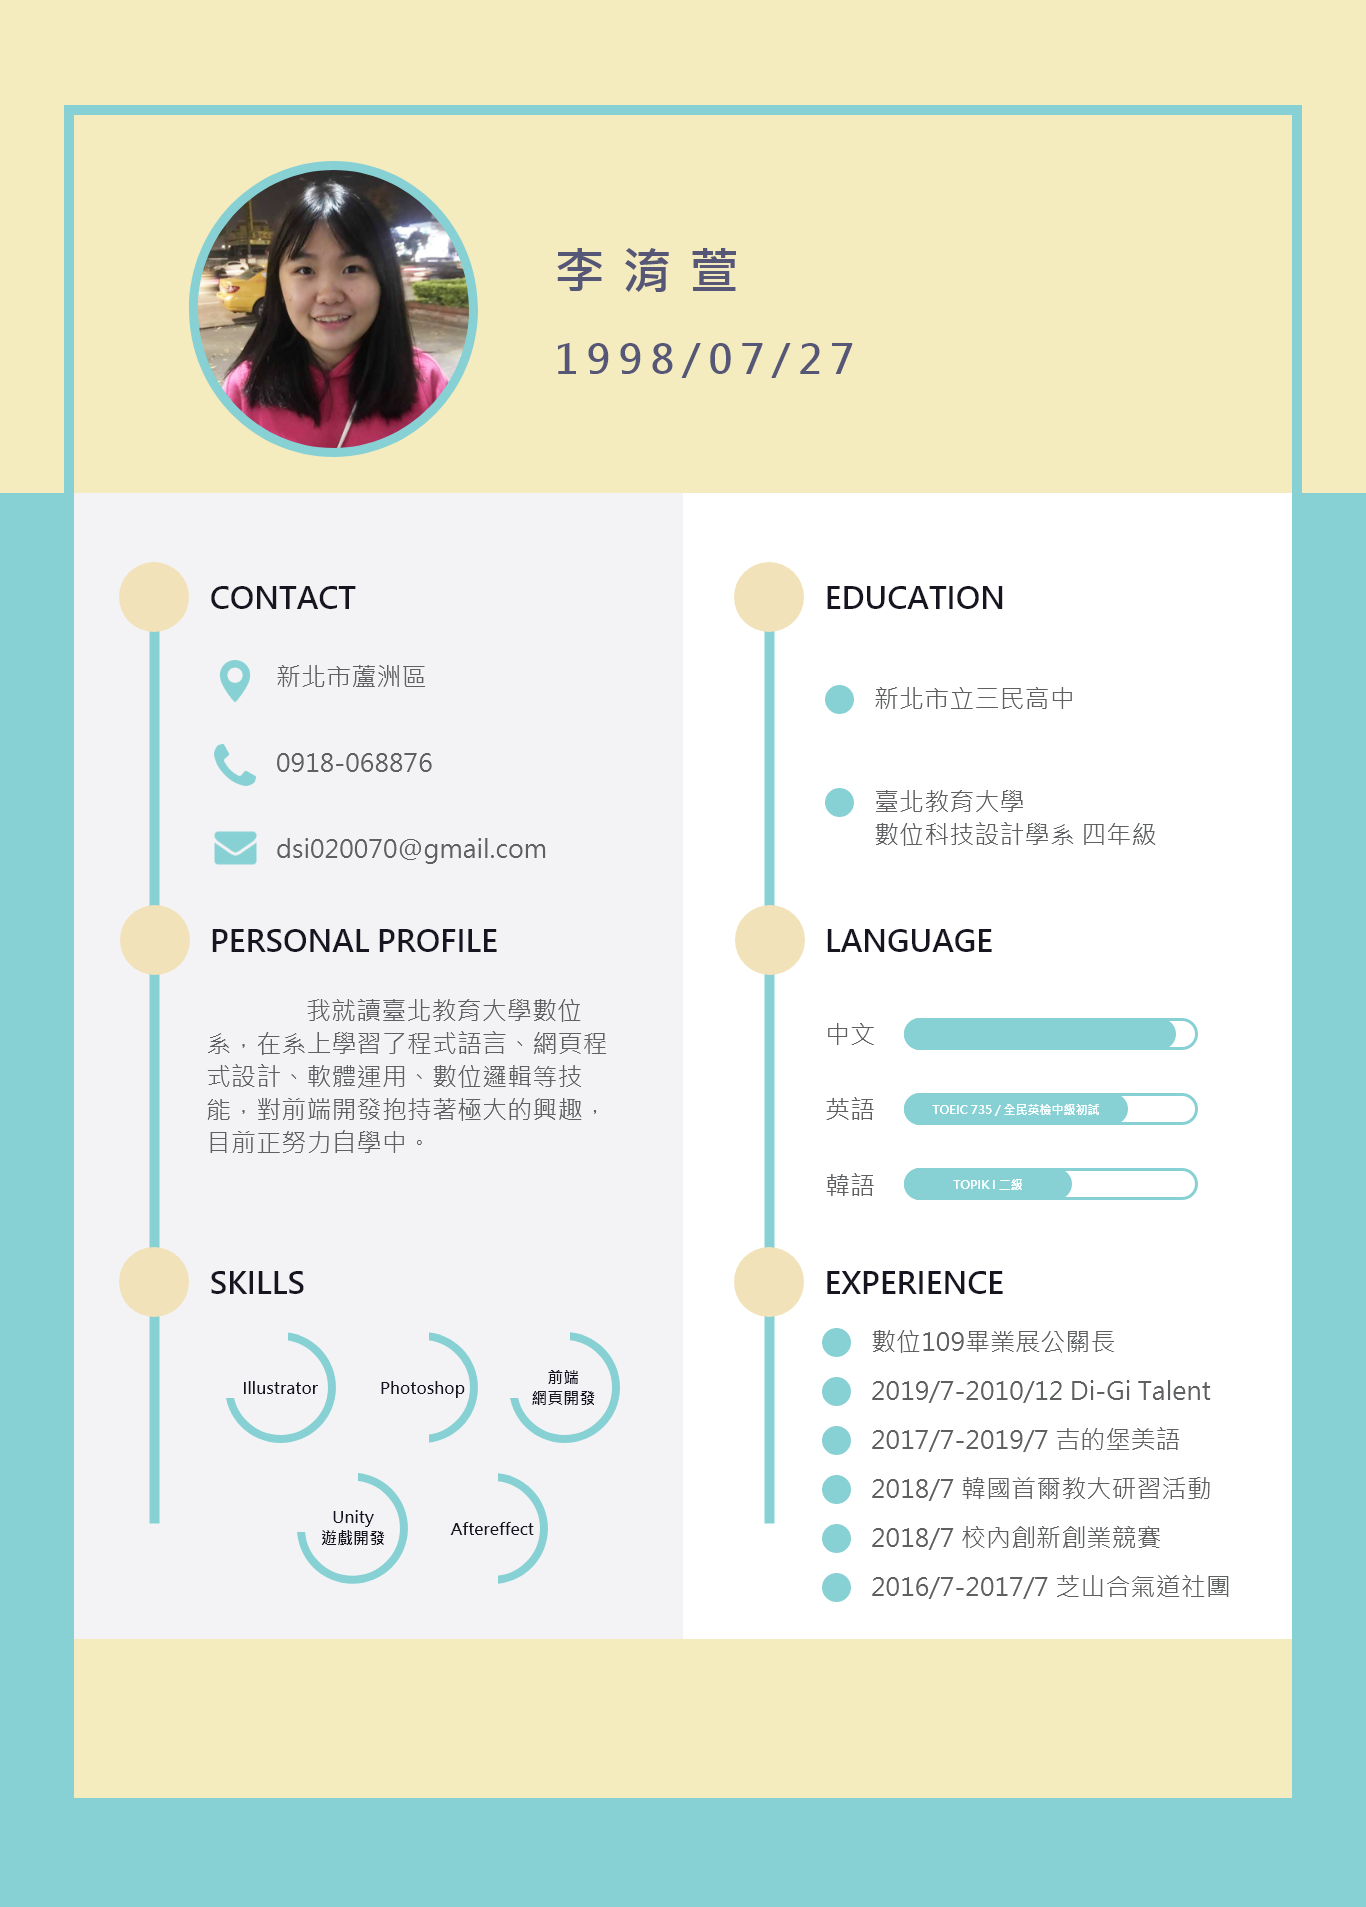 李淯萱
1998/07/27
CONTACT
新北市蘆洲區
0918-068876
dsi020070@gmail.com
PERSONAL PROFILE
我就讀臺北教育大學數位
系，在系上學習了程式語言、網頁程
式設計、軟體運用、數位邏輯等技
能，對前端開發抱持著極大的興趣，
目前正努力自學中。
SKILLS
Illustrator
Photoshop
前端
網頁開發
Unity
遊戲開發
Aftereffect
EDUCATION
新北市立三民高中
臺北教育大學
數位科技設計學系 四年級
LANGUAGE
中文
英語 TOEIC 735 / 全民英檢中級初試
韓語 TOPIK I 二級
EXPERIENCE
數位109畢業展公關長
2019/7-2010/12 Di-Gi Talent
2017/7-2019/7 吉的堡美語
2018/7 韓國首爾教大研習活動
2018/7 校內創新創業競賽
2016/7-2017/7 芝山合氣道社團